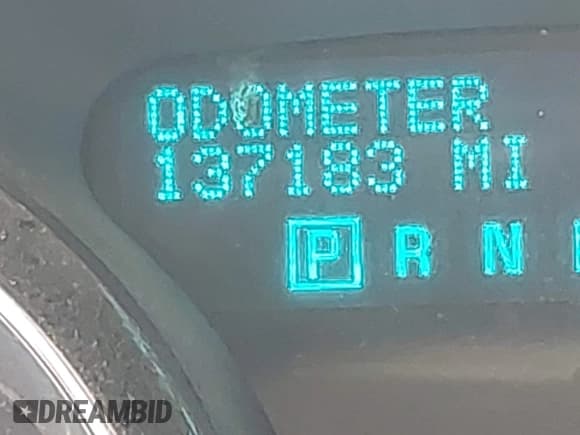 ODOMETER
137183 MI
P R N
DREAMBID